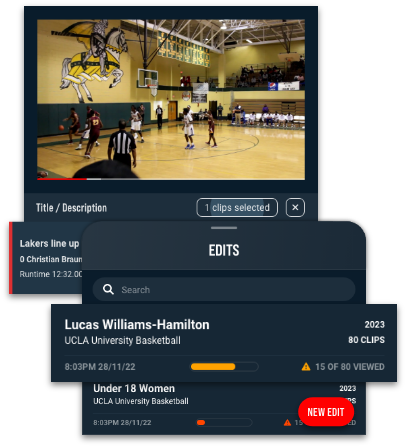 Title / Description
1 clips selected
Lakers line up
0 Christian Braun
Runtime 12:32.00
EDITS
Search
Lucas Williams-Hamilton
2023
UCLA University Basketball
80 CLIPS
8:03PM 28/11/22
15 OF 80 VIEWED
Under 18 Women
2023
UCLA University Basketball
8:03PM 28/11/22
15
NEW EDIT